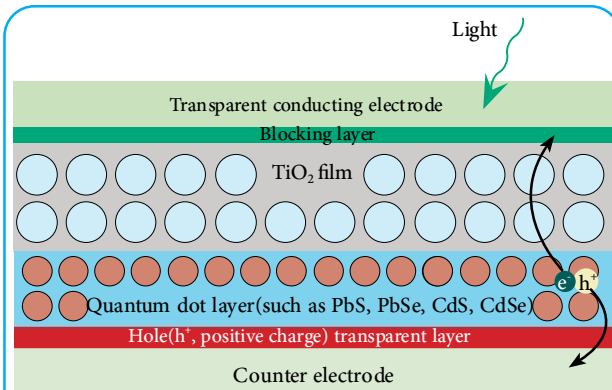 Light
Transparent conducting electrode
Blocking layer
TiO₂ film
e⁻ h⁺
Quantum dot layer(such as PbS, PbSe, CdS, CdSe)
Hole(h⁺, positive charge) transparent layer
Counter electrode